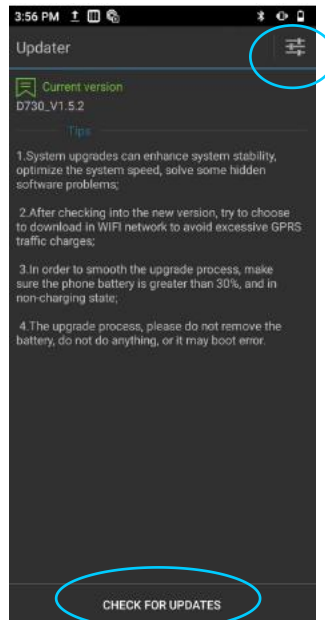 3:56 PM
Updater
Current version
D730_V1.5.2
Tips
1.System upgrades can enhance system stability,
optimize the system speed, solve some hidden
software problems;
2.After checking into the new version, try to choose
to download in WIFI network to avoid excessive GPRS
traffic charges;
3.In order to smooth the upgrade process, make
sure the phone battery is greater than 30%, and in
non-charging state;
4.The upgrade process, please do not remove the
battery, do not do anything, or it may boot error.
CHECK FOR UPDATES